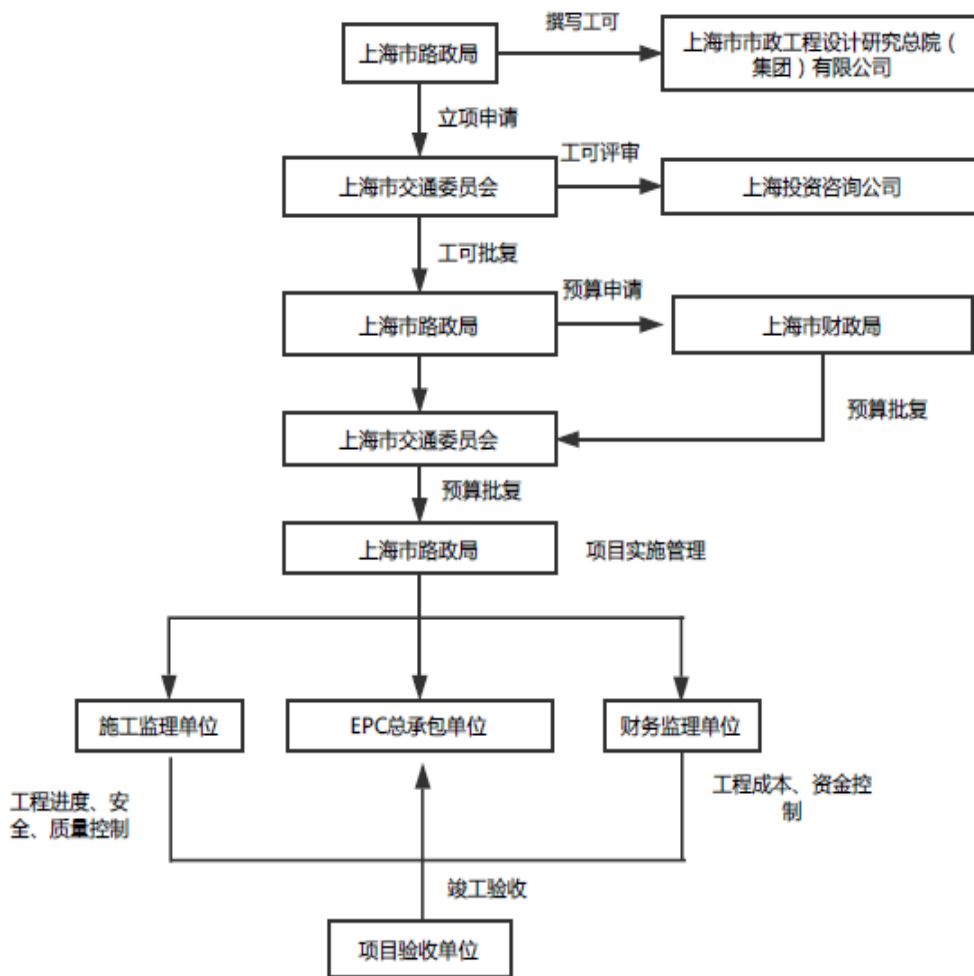 撰写工可
上海市路政局
上海市市政工程设计研究总院（
集团）有限公司
立项申请
工可评审
上海市交通委员会
上海投资咨询公司
工可批复
预算申请
上海市路政局
上海市财政局
预算批复
上海市交通委员会
预算批复
上海市路政局
项目实施管理
施工监理单位
EPC总承包单位
财务监理单位
工程进度、安
全、质量控制
工程成本、资金控
制
竣工验收
项目验收单位